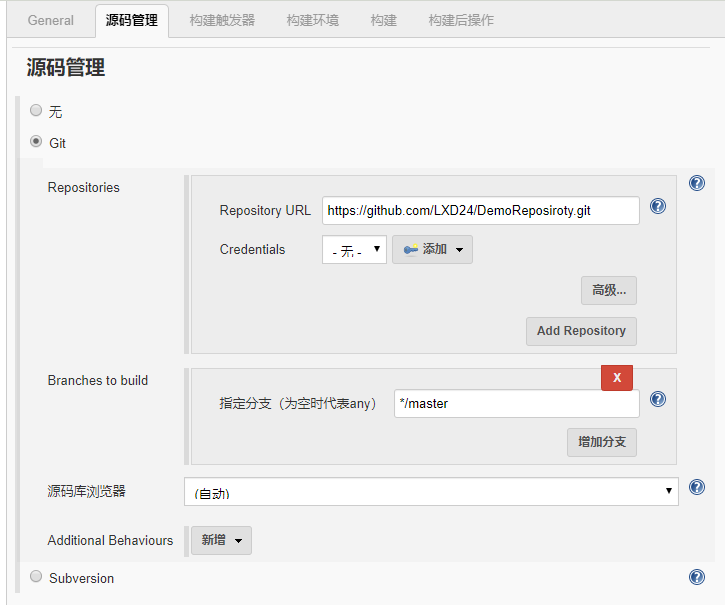 General 源码管理 构建触发器 构建环境 构建 构建后操作
源码管理
无
Git
Repositories
Repository URL https://github.com/LXD24/DemoReposiroty.git
Credentials - 无 - 添加
高级...
Add Repository
Branches to build
X
指定分支（为空时代表any） */master
增加分支
源码库浏览器 (自动)
Additional Behaviours 新增
Subversion